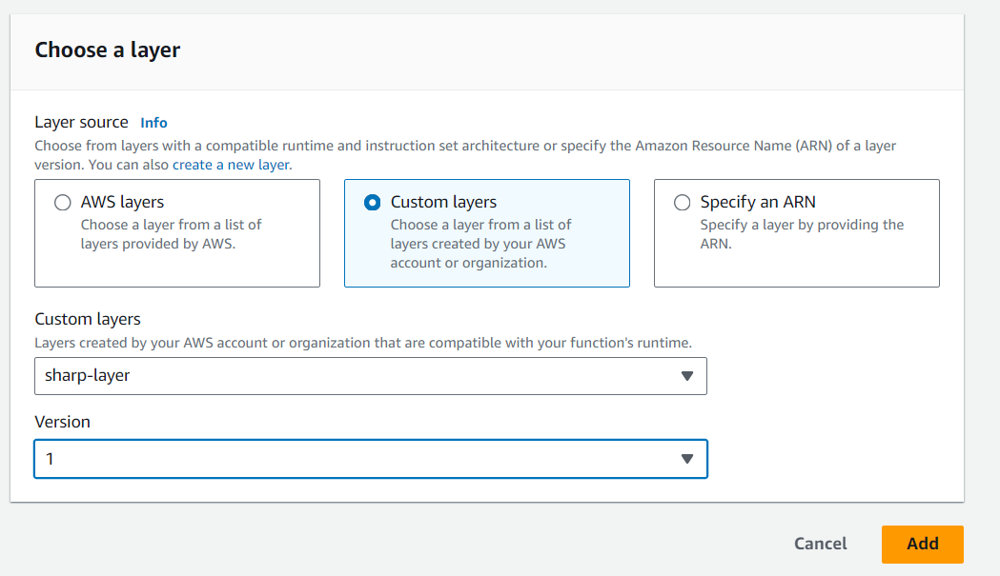 Choose a layer
Layer source Info
Choose from layers with a compatible runtime and instruction set architecture or specify the Amazon Resource Name (ARN) of a layer
version. You can also create a new layer.
AWS layers
Choose a layer from a list of
layers provided by AWS.
Custom layers
Choose a layer from a list of
layers created by your AWS
account or organization.
Specify an ARN
Specify a layer by providing the
ARN.
Custom layers
Layers created by your AWS account or organization that are compatible with your function's runtime.
sharp-layer
Version
1
Cancel Add